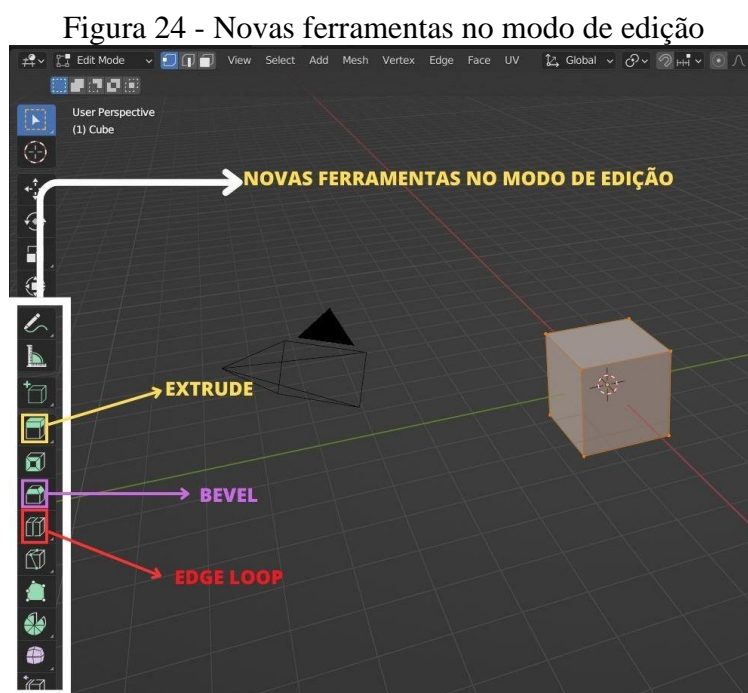 Figura 24 - Novas ferramentas no modo de edição
Edit Mode View Select Add Mesh Vertex Edge Face UV Global
User Perspective
(1) Cube
NOVAS FERRAMENTAS NO MODO DE EDIÇÃO
EXTRUDE
BEVEL
EDGE LOOP